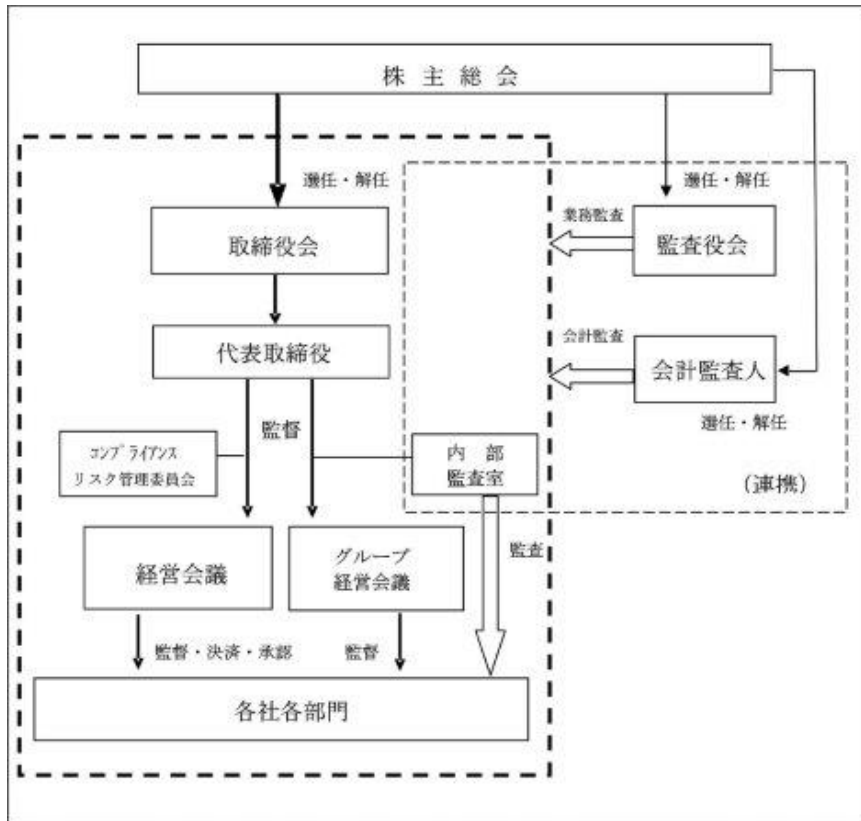 株主総会
選任・解任
選任・解任
業務監査
取締役会
監査役会
会計監査
代表取締役
会計監査人
選任・解任
監督
コンプライアンス
リスク管理委員会
内部
監査室
(連携)
監査
経営会議
グループ
経営会議
監督・決済・承認
監督
各社各部門